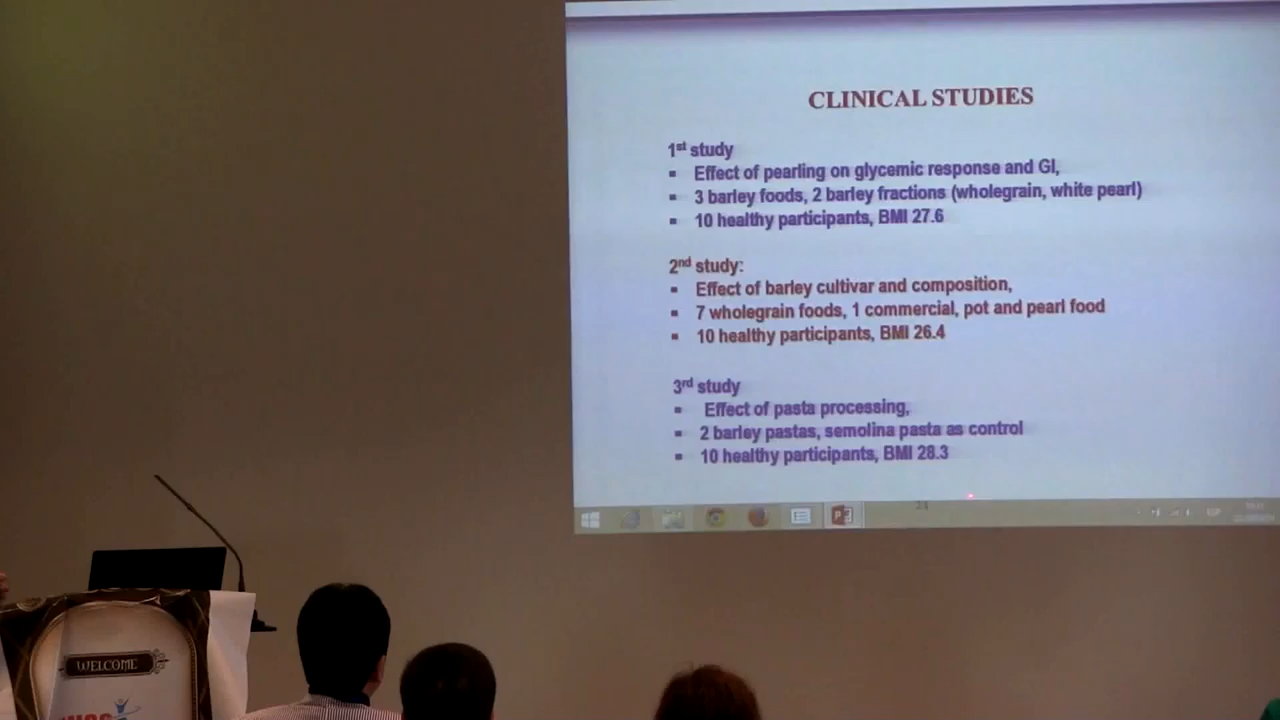 CLINICAL STUDIES
1st study
▪ Effect of pearling on glycemic response and GI,
▪ 3 barley foods, 2 barley fractions (wholegrain, white pearl)
▪ 10 healthy participants, BMI 27.6
2nd study:
▪ Effect of barley cultivar and composition,
▪ 7 wholegrain foods, 1 commercial, pot and pearl food
▪ 10 healthy participants, BMI 26.4
3rd study
▪ Effect of pasta processing,
▪ 2 barley pastas, semolina pasta as control
▪ 10 healthy participants, BMI 28.3
ESP
WELCOME